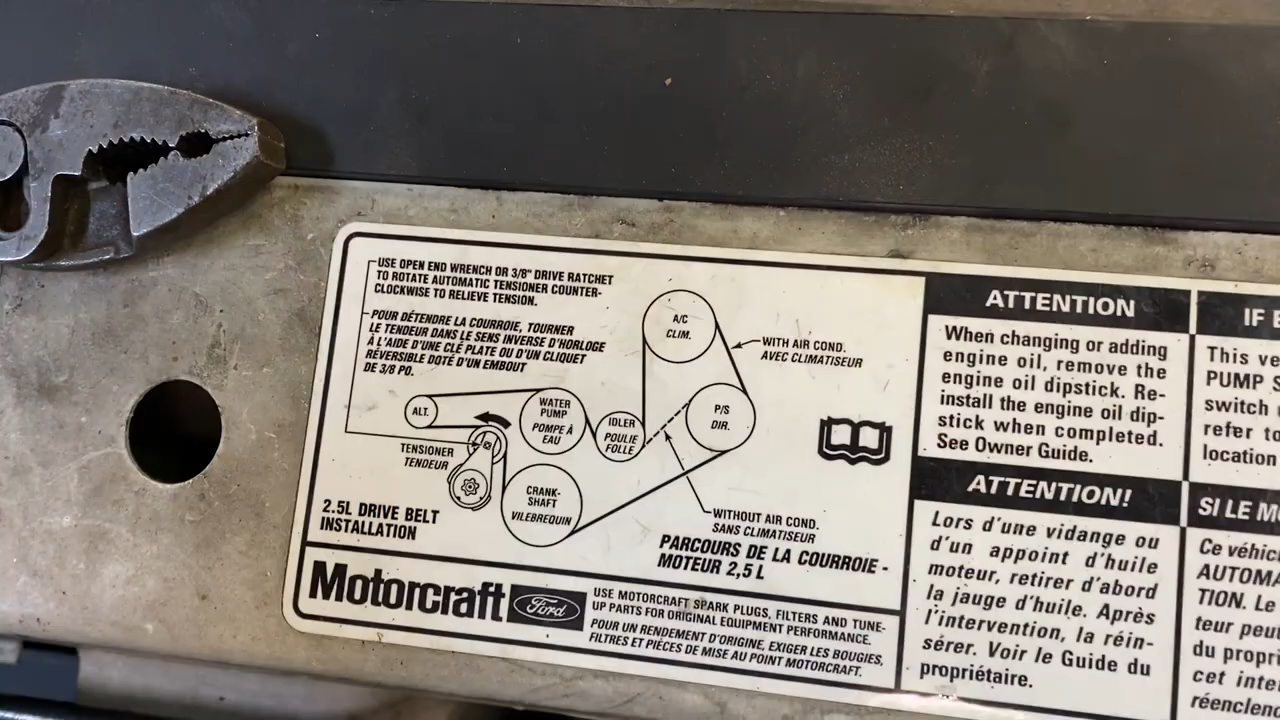 USE OPEN END WRENCH OR 3/8" DRIVE RATCHET
TO ROTATE AUTOMATIC TENSIONER COUNTER-
CLOCKWISE TO RELIEVE TENSION.
POUR DÉTENDRE LA COURROIE, TOURNER
LE TENDEUR DANS LE SENS INVERSE D'HORLOGE
À L'AIDE D'UNE CLÉ PLATE OU D'UN CLIQUET
RÉVERSIBLE DOTÉ D'UN EMBOUT
DE 3/8 PO.
A/C
CLIM.
WITH AIR COND.
AVEC CLIMATISEUR
ALT.
WATER
PUMP
POMPE À
EAU
IDLER
POULIE
FOLLE
P/S
DIR.
TENSIONER
TENDEUR
CRANK-
SHAFT
VILEBREQUIN
WITHOUT AIR COND.
SANS CLIMATISEUR
2.5L DRIVE BELT
INSTALLATION
PARCOURS DE LA COURROIE -
MOTEUR 2,5 L
Motorcraft Ford
USE MOTORCRAFT SPARK PLUGS, FILTERS AND TUNE-
UP PARTS FOR ORIGINAL EQUIPMENT PERFORMANCE.
POUR UN RENDEMENT D'ORIGINE, EXIGER LES BOUGIES,
FILTRES ET PIÈCES DE MISE AU POINT MOTORCRAFT.
ATTENTION
When changing or adding
engine oil, remove the
engine oil dipstick. Re-
install the engine oil dip-
stick when completed.
See Owner Guide.
ATTENTION!
Lors d'une vidange ou
d'un appoint d'huile
moteur, retirer d'abord
la jauge d'huile. Après
l'intervention, la réin-
sérer. Voir le Guide du
propriétaire.
IF
This ve
PUMP S
switch
refer to
location
SI LE M
Ce véhic
AUTOMA
TION. Le
teur peu
du propri
cet inte
réenclen